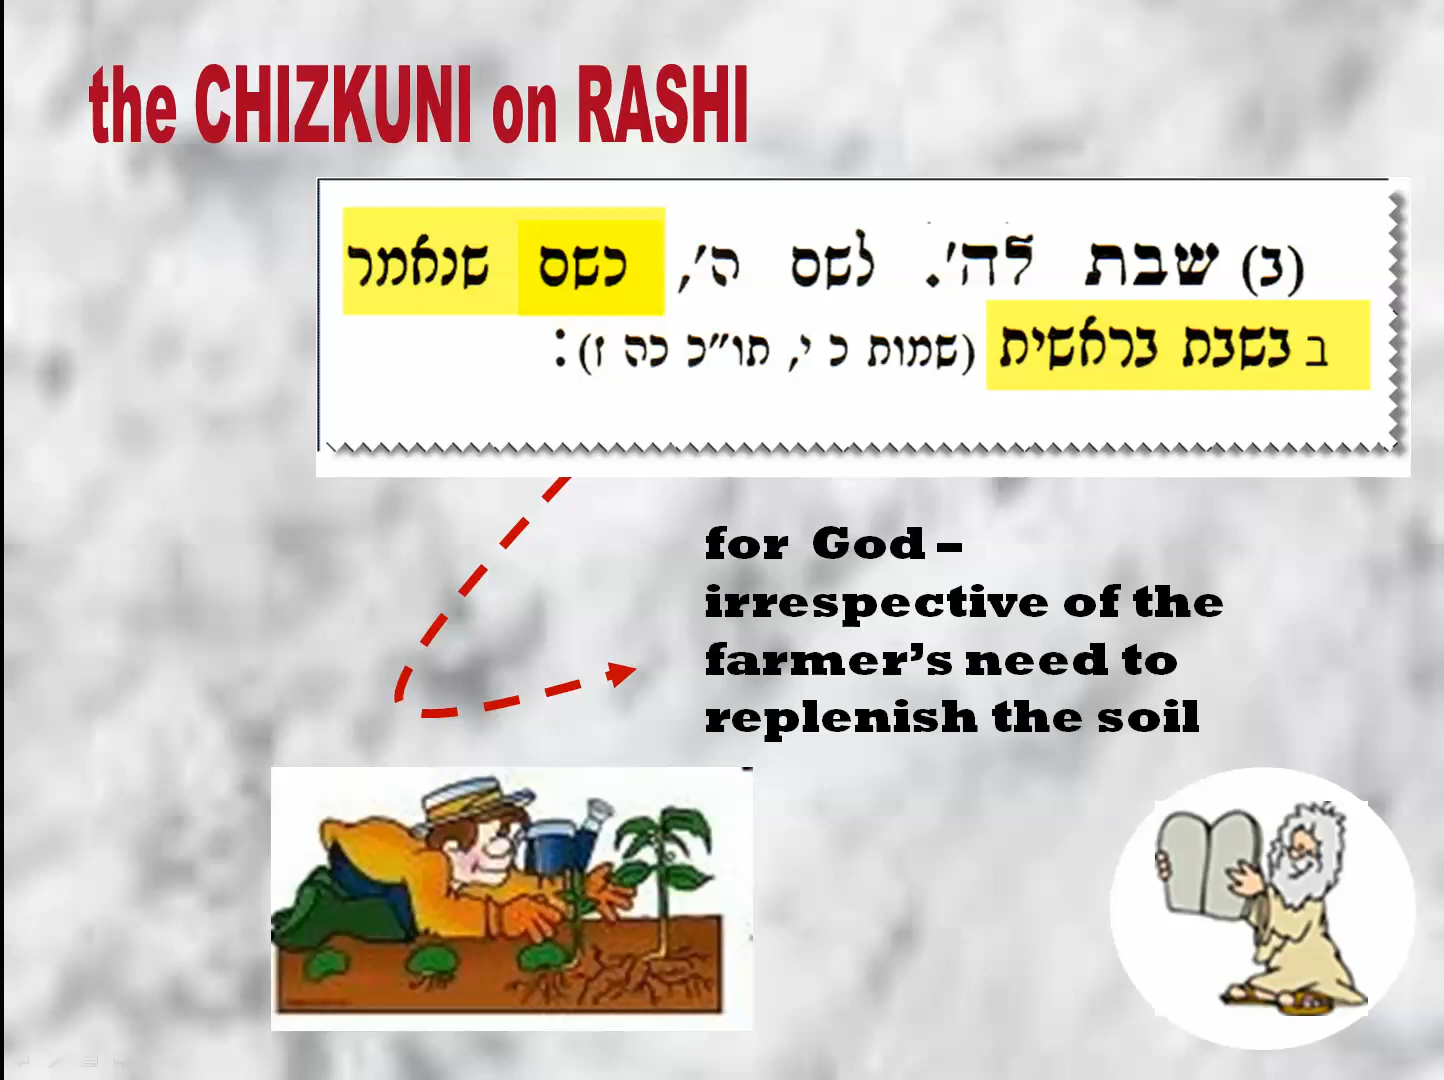 the CHIZKUNI on RASHI
(ב) שבת לה'. לשם ה', כשם שנאמר
ב בשבת בראשית (שמות כ י, תו"כ כה ז):
for God –
irrespective of the
farmer's need to
replenish the soil